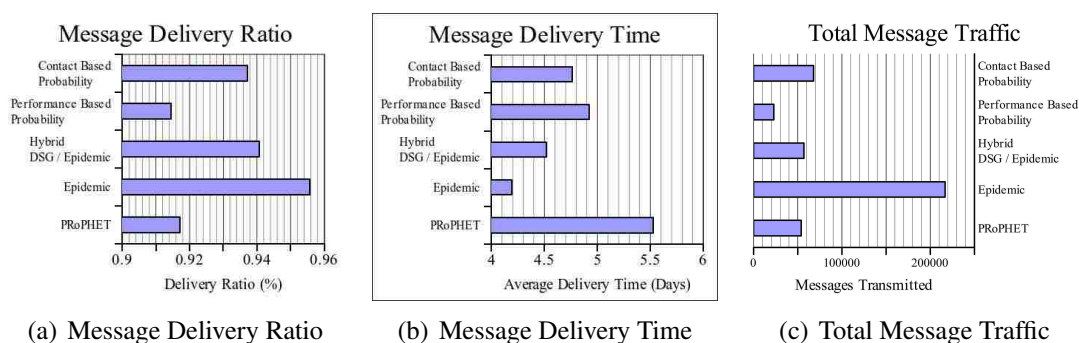 Message Delivery Ratio
Contact Based
Probability
Performance Based
Probability
Hybrid
DSG / Epidemic
Epidemic
PRoPHET
0.9 0.92 0.94 0.96
Delivery Ratio (%)
(a) Message Delivery Ratio
Message Delivery Time
Contact Based
Probability
Performance Based
Probability
Hybrid
DSG / Epidemic
Epidemic
PRoPHET
4 4.5 5 5.5 6
Average Delivery Time (Days)
(b) Message Delivery Time
Total Message Traffic
Contact Based
Probability
Performance Based
Probability
Hybrid
DSG / Epidemic
Epidemic
PRoPHET
0 100000 200000
Messages Transmitted
(c) Total Message Traffic